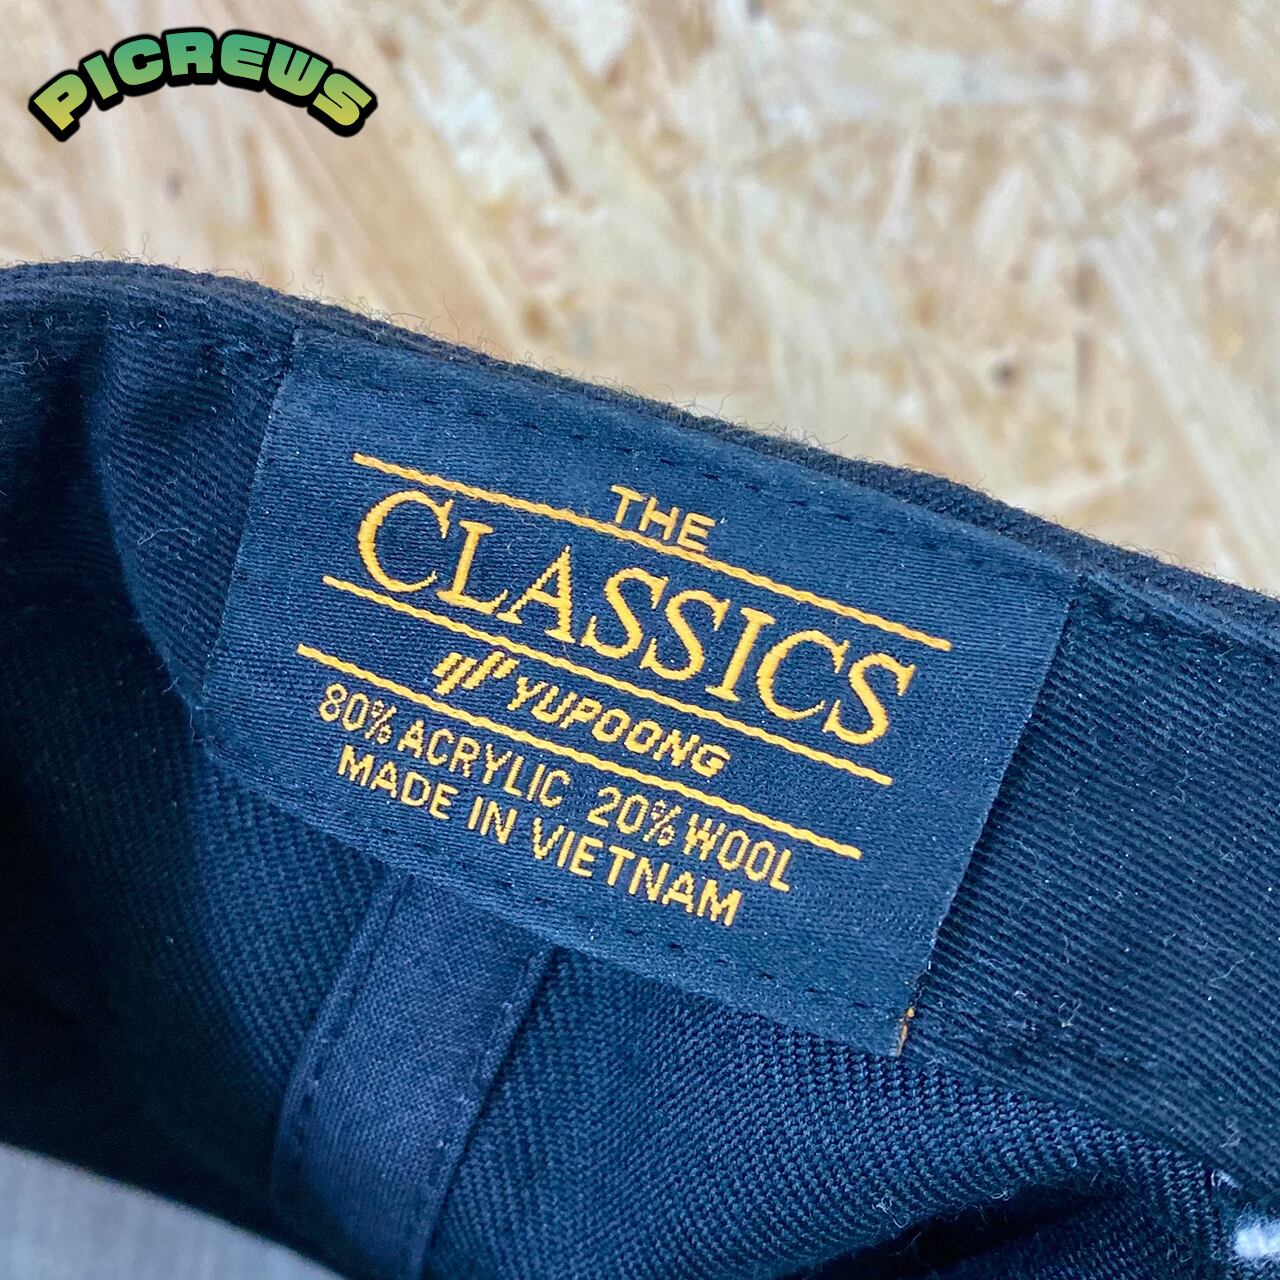 PICREWS
THE
CLASSICS
YUPOONG
80% ACRYLIC 20% WOOL
MADE IN VIETNAM